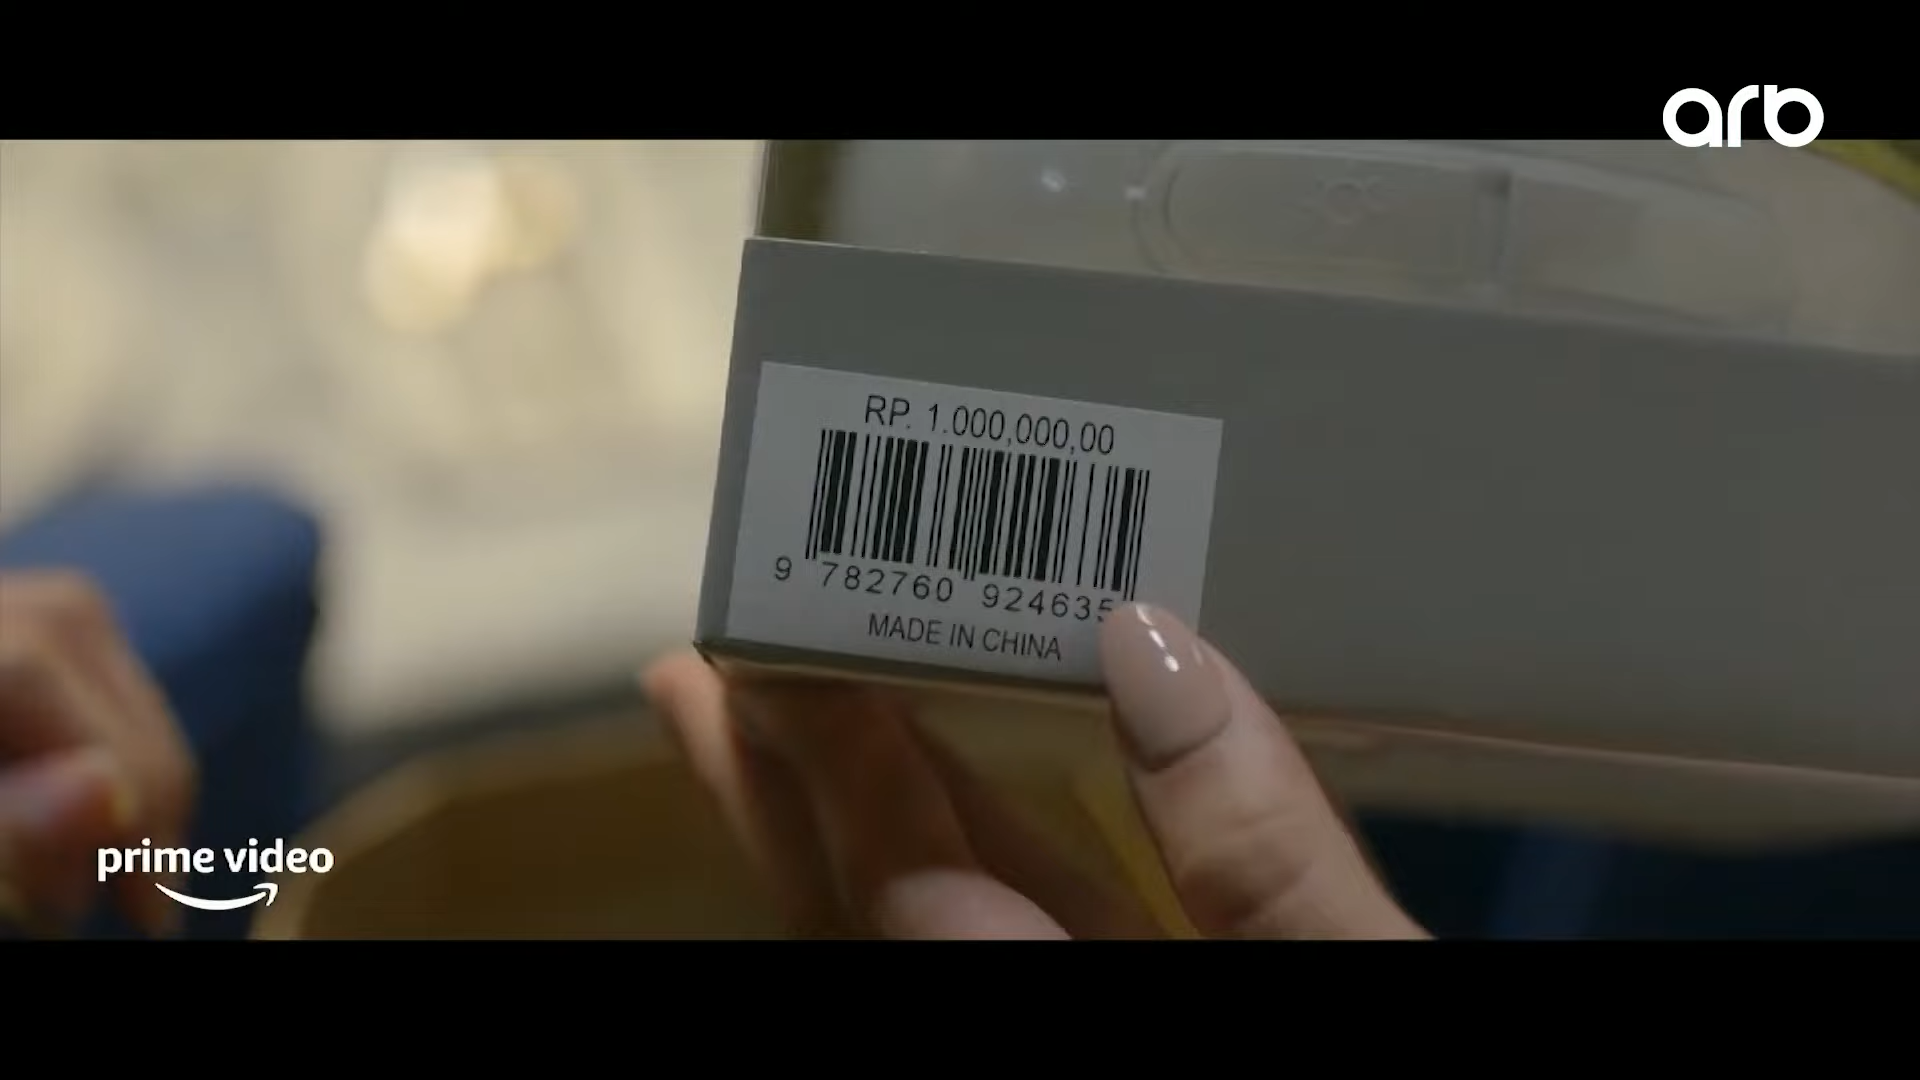 arb
RP. 1.000,000,00
9 782760 924635
MADE IN CHINA
prime video